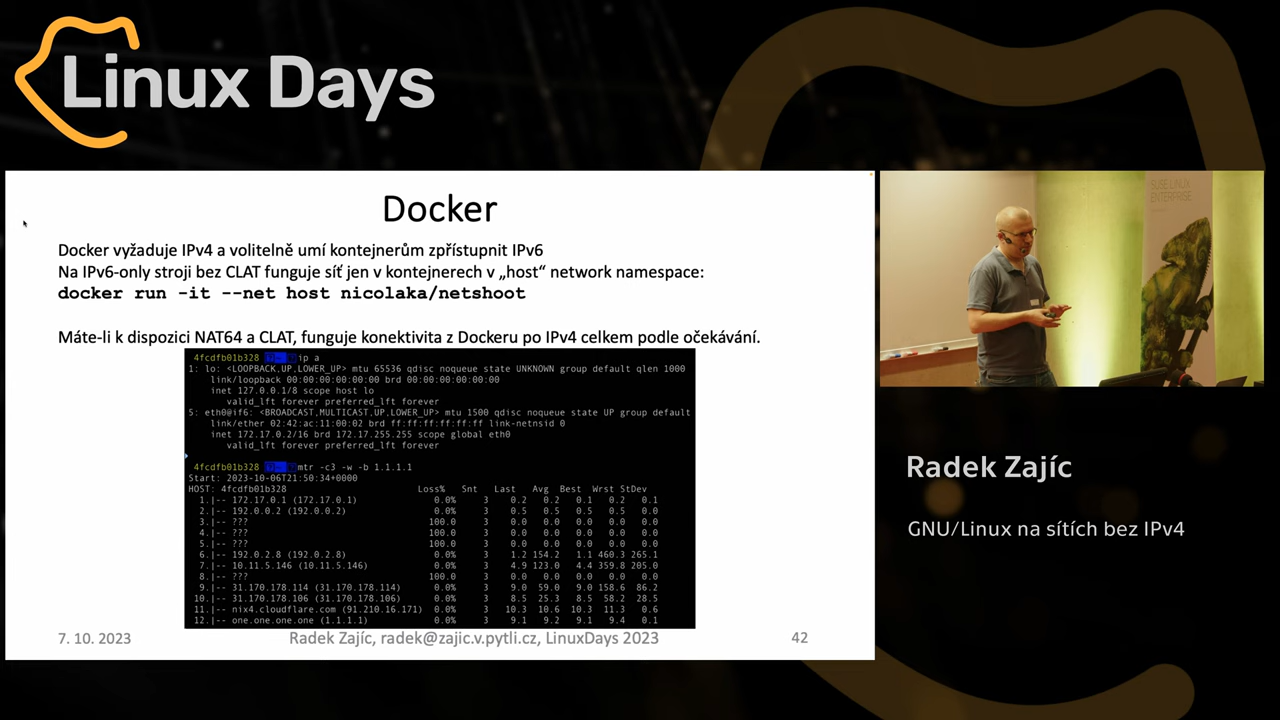 Linux Days
Docker
Docker vyžaduje IPv4 a volitelně umí kontejnerům zpřístupnit IPv6
Na IPv6-only stroji bez CLAT funguje síť jen v kontejnerech v „host“ network namespace:
docker run -it --net host nicolaka/netshoot
Máte-li k dispozici NAT64 a CLAT, funguje konektivita z Dockeru po IPv4 celkem podle očekávání.
4fcdfb01b328 ip a
1: lo: <LOOPBACK,UP,LOWER_UP> mtu 65536 qdisc noqueue state UNKNOWN group default qlen 1000
link/loopback 00:00:00:00:00:00 brd 00:00:00:00:00:00
inet 127.0.0.1/8 scope host lo
valid_lft forever preferred_lft forever
5: eth0@if6: <BROADCAST,MULTICAST,UP,LOWER_UP> mtu 1500 qdisc noqueue state UP group default
link/ether 02:42:ac:11:00:02 brd ff:ff:ff:ff:ff:ff link-netnsid 0
inet 172.17.0.2/16 brd 172.17.255.255 scope global eth0
valid_lft forever preferred_lft forever
4fcdfb01b328 mtr -c3 -w -b 1.1.1.1
Start: 2023-10-06T21:50:34+0000
HOST: 4fcdfb01b328 Loss% Snt Last Avg Best Wrst StDev
1.|-- 172.17.0.1 (172.17.0.1) 0.0% 3 0.2 0.2 0.1 0.2 0.1
2.|-- 192.0.0.2 (192.0.0.2) 0.0% 3 0.5 0.5 0.5 0.5 0.0
3.|-- ??? 100.0 3 0.0 0.0 0.0 0.0 0.0
4.|-- ??? 100.0 3 0.0 0.0 0.0 0.0 0.0
5.|-- ??? 100.0 3 0.0 0.0 0.0 0.0 0.0
6.|-- 192.0.2.8 (192.0.2.8) 0.0% 3 1.2 154.2 1.1 460.3 265.1
7.|-- 10.11.5.146 (10.11.5.146) 0.0% 3 4.9 123.0 4.4 359.8 205.0
8.|-- ??? 100.0 3 0.0 0.0 0.0 0.0 0.0
9.|-- 31.170.178.114 (31.170.178.114) 0.0% 3 9.0 59.0 9.0 158.6 86.2
10.|-- 31.170.178.106 (31.170.178.106) 0.0% 3 8.5 25.3 8.5 58.2 28.5
11.|-- nix4.cloudflare.com (91.210.16.171) 0.0% 3 10.3 10.6 10.3 11.3 0.6
12.|-- one.one.one.one (1.1.1.1) 0.0% 3 9.1 9.2 9.1 9.4 0.1
7. 10. 2023
Radek Zajíc, radek@zajic.v.pytli.cz, LinuxDays 2023
42
SUSE LINUX
ENTERPRISE
Radek Zajíc
GNU/Linux na sítích bez IPv4